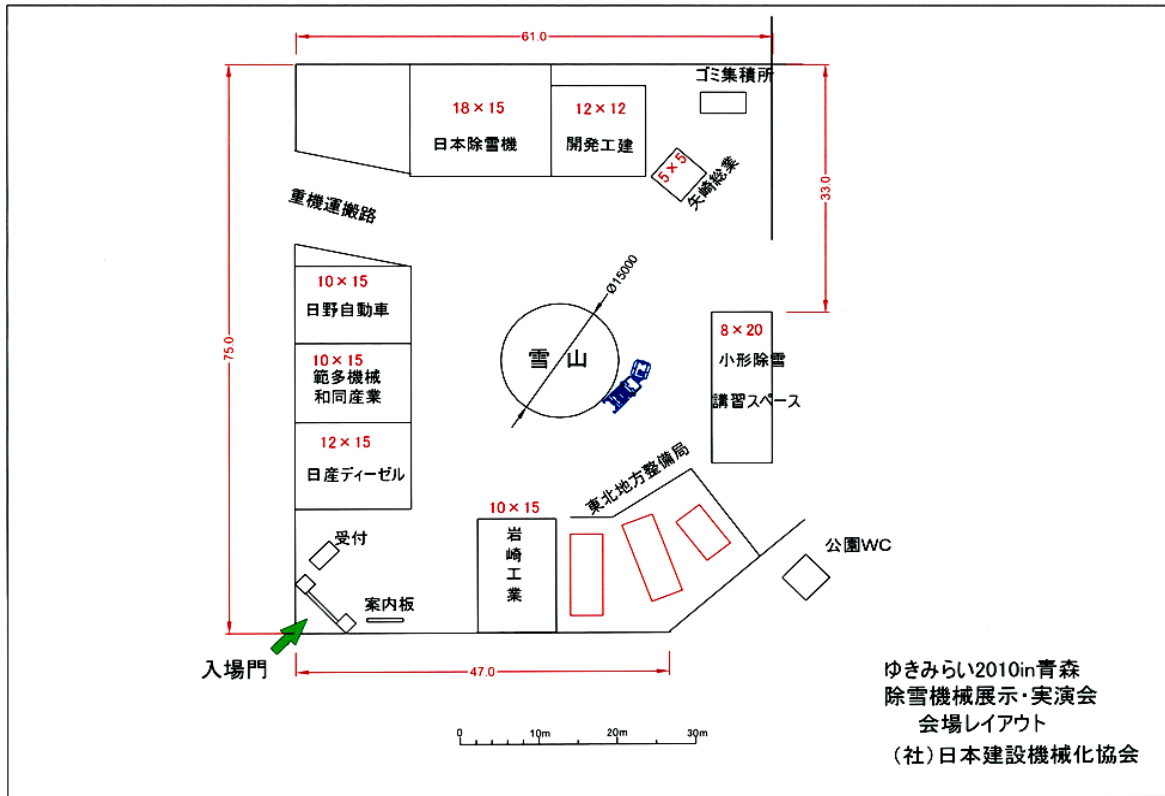 61.0
ゴミ集積所
18×15
日本除雪機
12×12
開発工建
5×5
矢崎総業
33.0
重機運搬路
75.0
Ø15000
雪山
10×15
日野自動車
10×15
範多機械
和同産業
12×15
日産ディーゼル
8×20
小形除雪
講習スペース
東北地方整備局
10×15
岩崎工業
受付
案内板
入場門
公園WC
47.0
0 10m 20m 30m
ゆきみらい2010in青森
除雪機械展示・実演会
会場レイアウト
(社)日本建設機械化協会